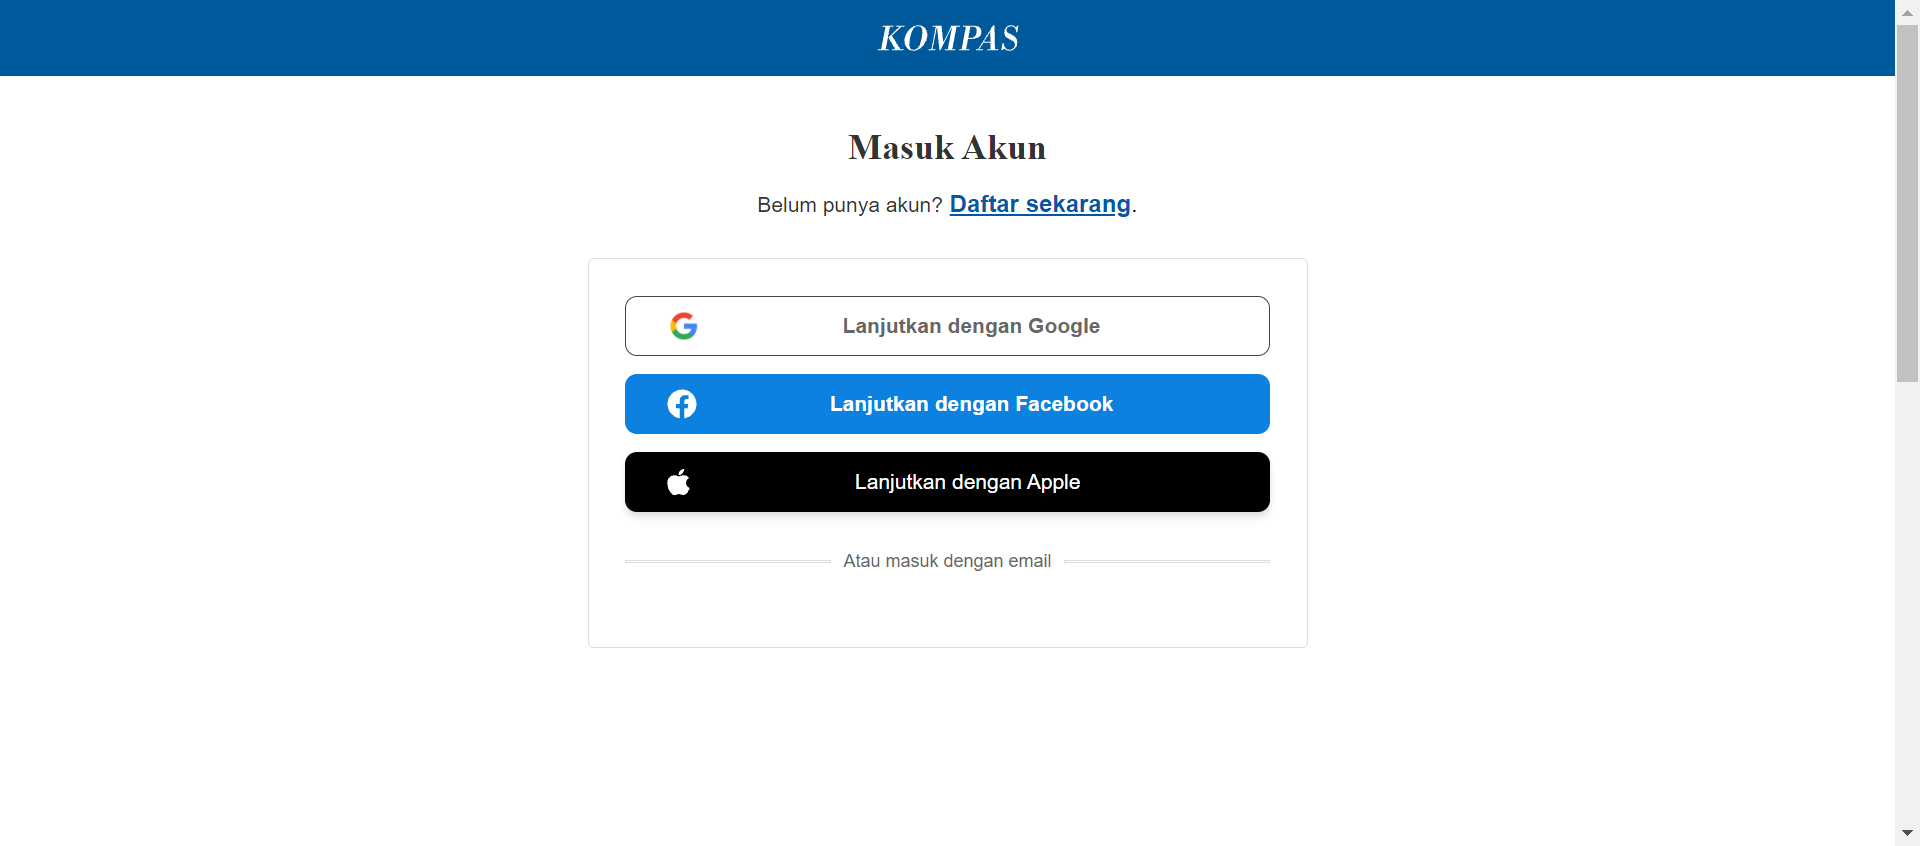 KOMPAS
Masuk Akun
Belum punya akun? Daftar sekarang.
Lanjutkan dengan Google
Lanjutkan dengan Facebook
Lanjutkan dengan Apple
Atau masuk dengan email